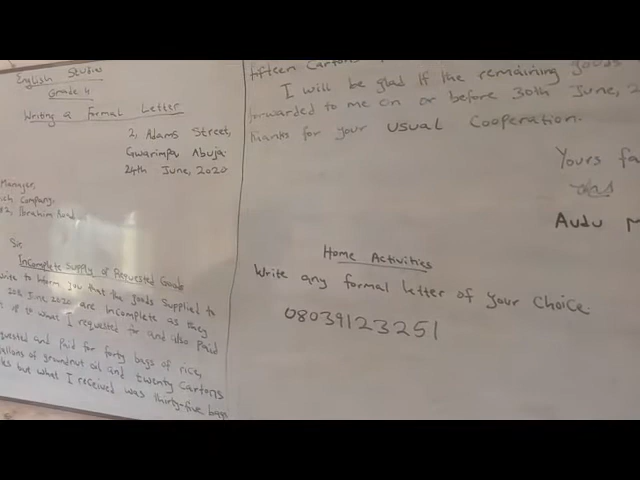 English Studies
Grade: 4
Writing a Formal Letter
2, Adams Street,
Gwarimpa Abuja.
24th June, 2020
Manager,
Company,
Ibrahim Road
Sir,
Incomplete Supply of Requested Goods
write to inform you that the goods supplied to
June 2020 are incomplete as they
up to what I requested for and also paid
requested and paid for forty bags of rice,
gallons of groundnut oil and twenty cartons
but what I received was thirty-five bags
fifteen cartons
I will be glad if the remaining goods
forwarded to me on or before 30th June, 2
thanks for your usual cooperation.
Yours fa
Audu M
Home Activities
Write any formal letter of your choice.
08039123251